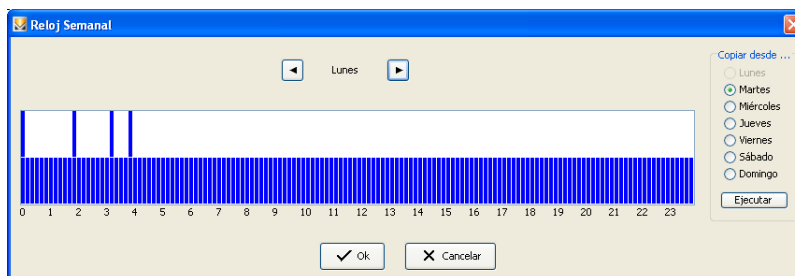 Reloj Semanal
Lunes
Copiar desde ...
Lunes
Martes
Miércoles
Jueves
Viernes
Sábado
Domingo
Ejecutar
0 1 2 3 4 5 6 7 8 9 10 11 12 13 14 15 16 17 18 19 20 21 22 23
Ok Cancelar